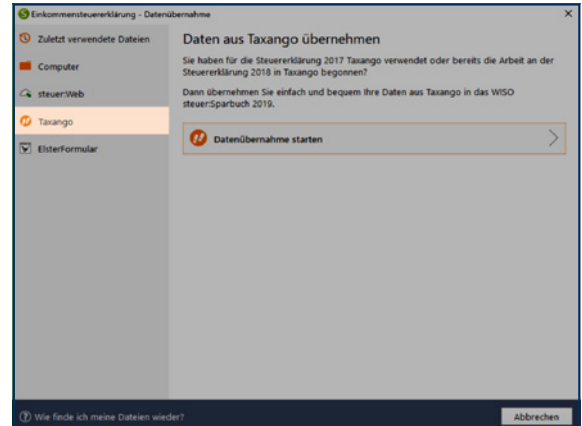 Einkommensteuererklärung - Datenübernahme
Zuletzt verwendete Dateien
Computer
steuer:Web
Taxango
ElsterFormular
Daten aus Taxango übernehmen
Sie haben für die Steuererklärung 2017 Taxango verwendet oder bereits die Arbeit an der
Steuererklärung 2018 in Taxango begonnen?
Dann übernehmen Sie einfach und bequem Ihre Daten aus Taxango in das WISO
steuer:Sparbuch 2019.
Datenübernahme starten
Wie finde ich meine Dateien wieder?
Abbrechen